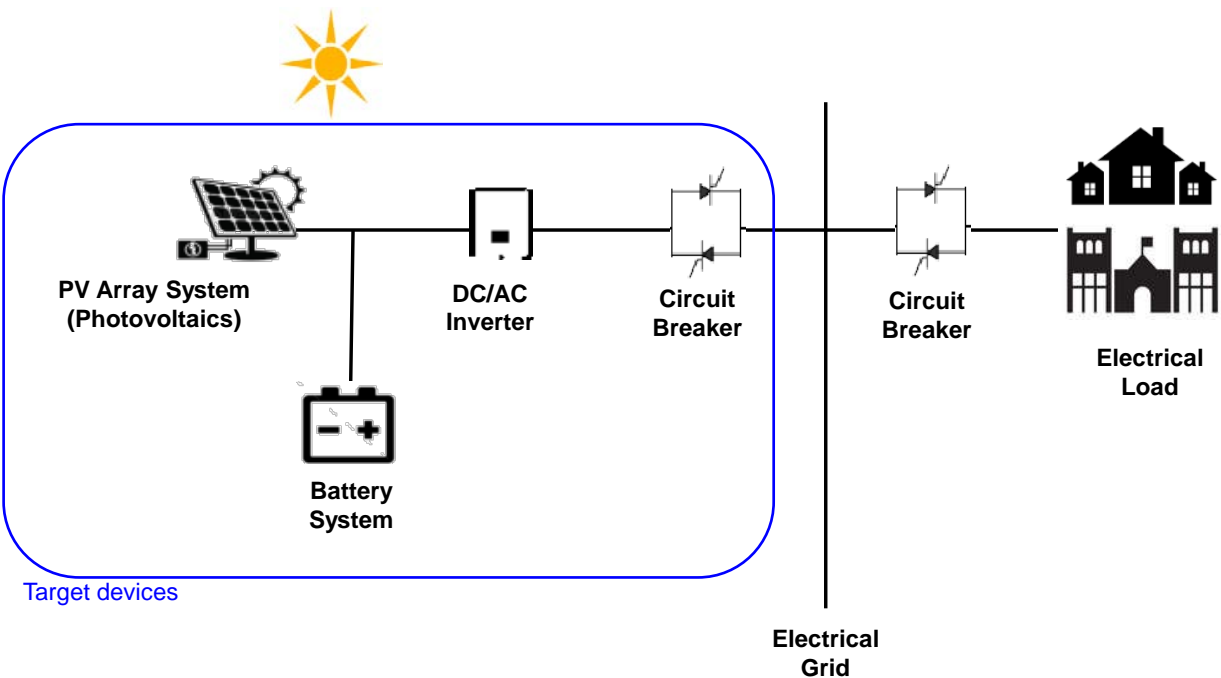 PV Array System
(Photovoltaics)
DC/AC
Inverter
Circuit
Breaker
Circuit
Breaker
Electrical
Load
Battery
System
Target devices
Electrical
Grid